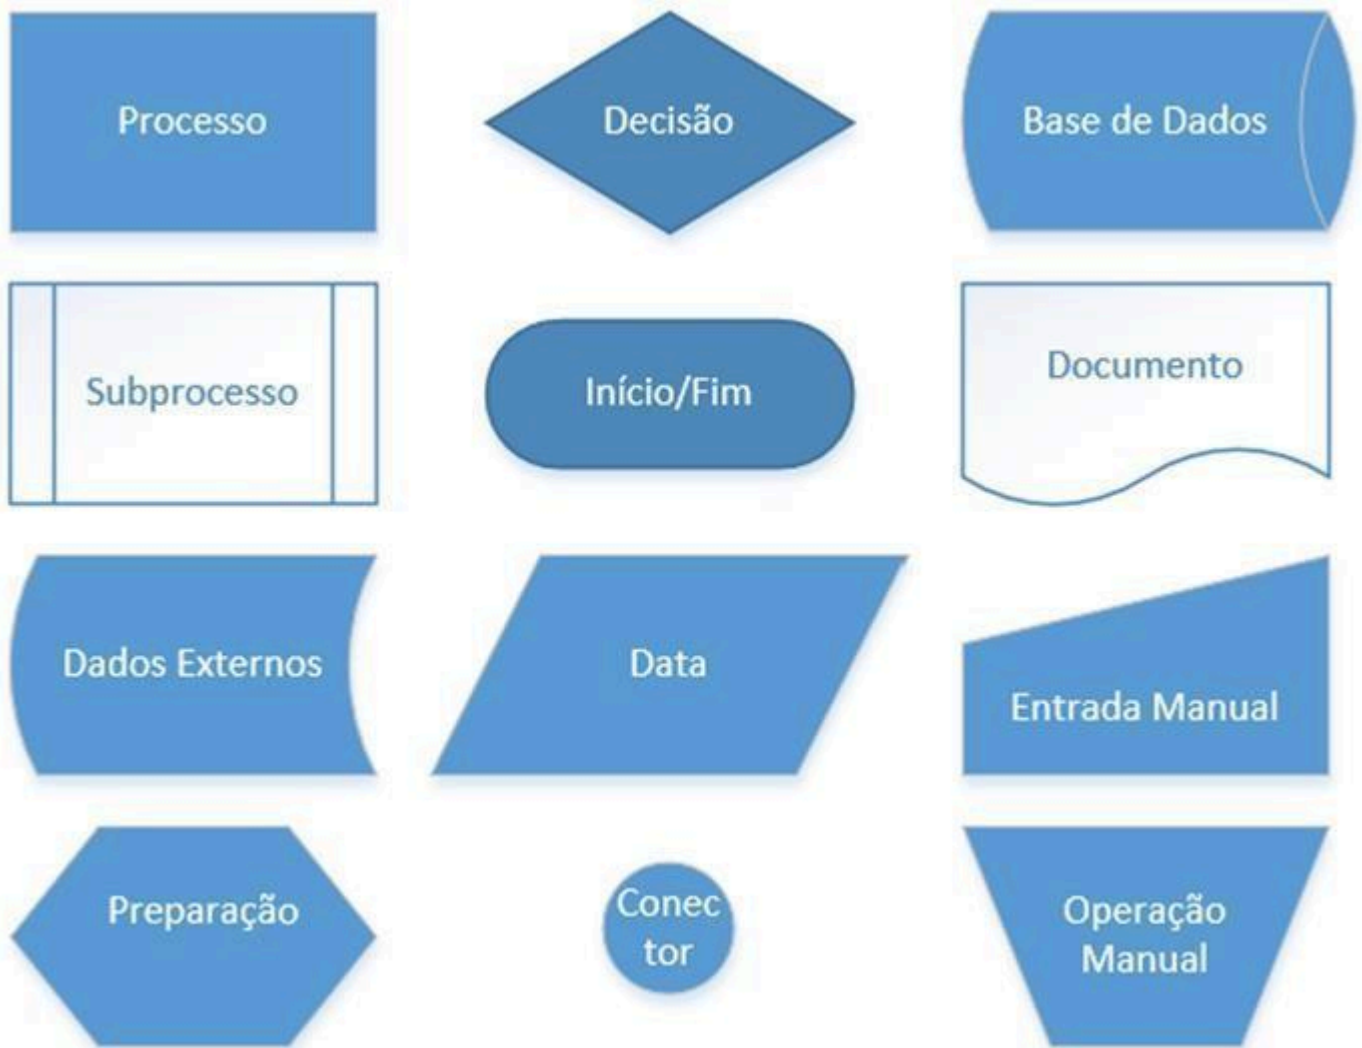 Processo
Decisão
Base de Dados
Subprocesso
Início/Fim
Documento
Dados Externos
Data
Entrada Manual
Preparação
Conec
tor
Operação
Manual